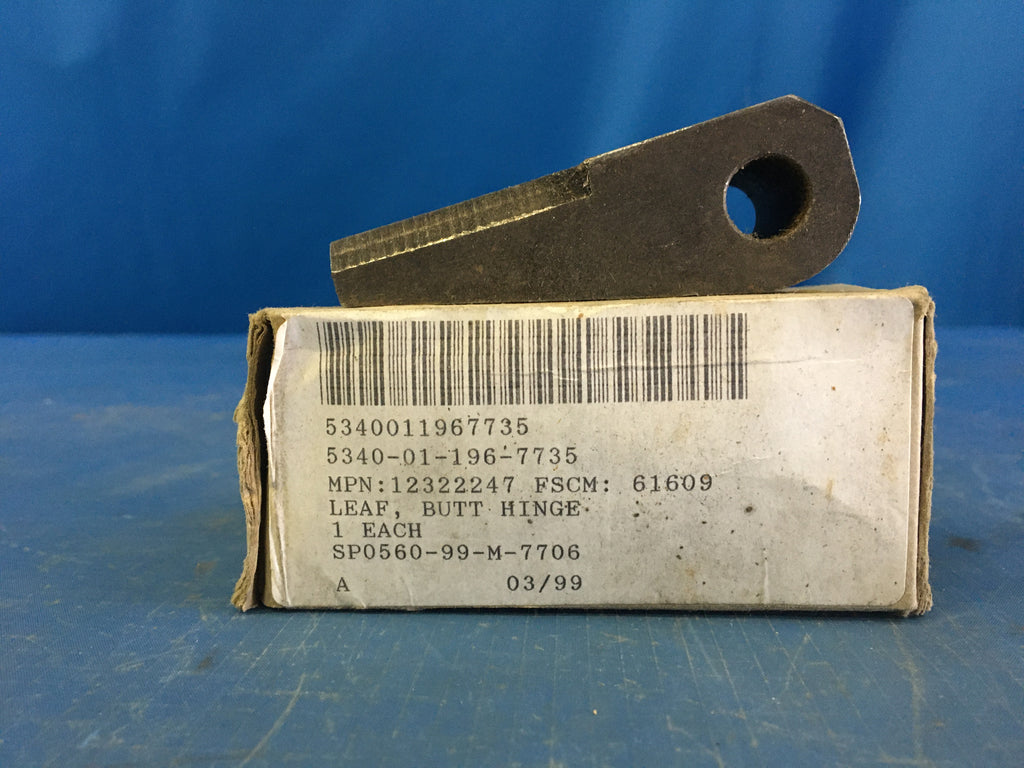 5340011967735
5340-01-196-7735
MPN:12322247 FSCM: 61609
LEAF, BUTT HINGE
1 EACH
SP0560-99-M-7706
A 03/99